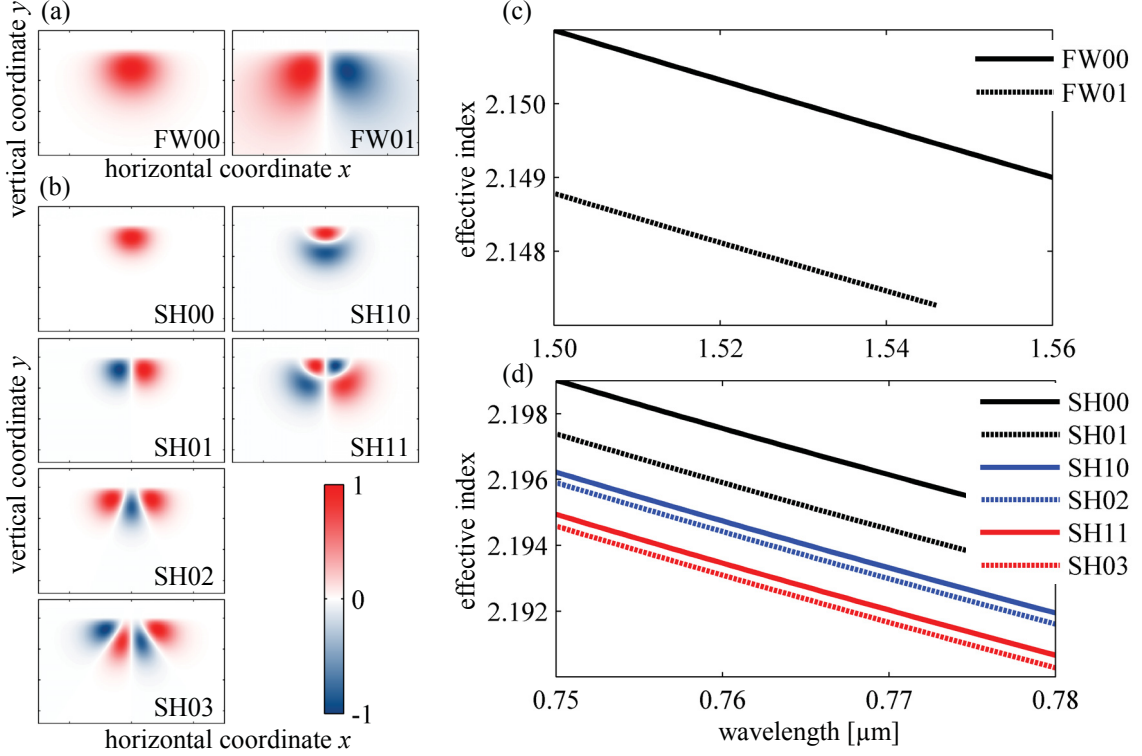 (a)
vertical coordinate y
FW00
FW01
horizontal coordinate x
(b)
vertical coordinate y
SH00
SH10
SH01
SH11
SH02
SH03
1
0
-1
horizontal coordinate x
(c)
effective index
2.150
2.149
2.148
FW00
FW01
1.50
1.52
1.54
1.56
(d)
effective index
2.198
2.196
2.194
2.192
SH00
SH01
SH10
SH02
SH11
SH03
0.75
0.76
0.77
0.78
wavelength [µm]